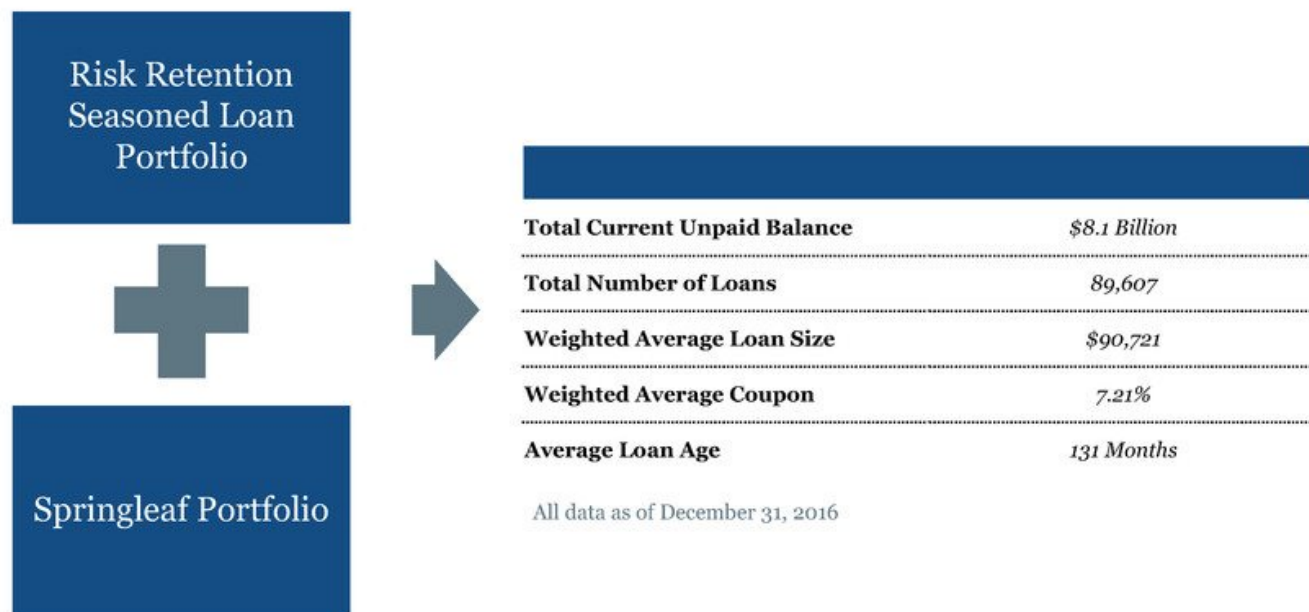 Risk Retention
Seasoned Loan
Portfolio
Springleaf Portfolio
Total Current Unpaid Balance $8.1 Billion
Total Number of Loans 89,607
Weighted Average Loan Size $90,721
Weighted Average Coupon 7.21%
Average Loan Age 131 Months
All data as of December 31, 2016